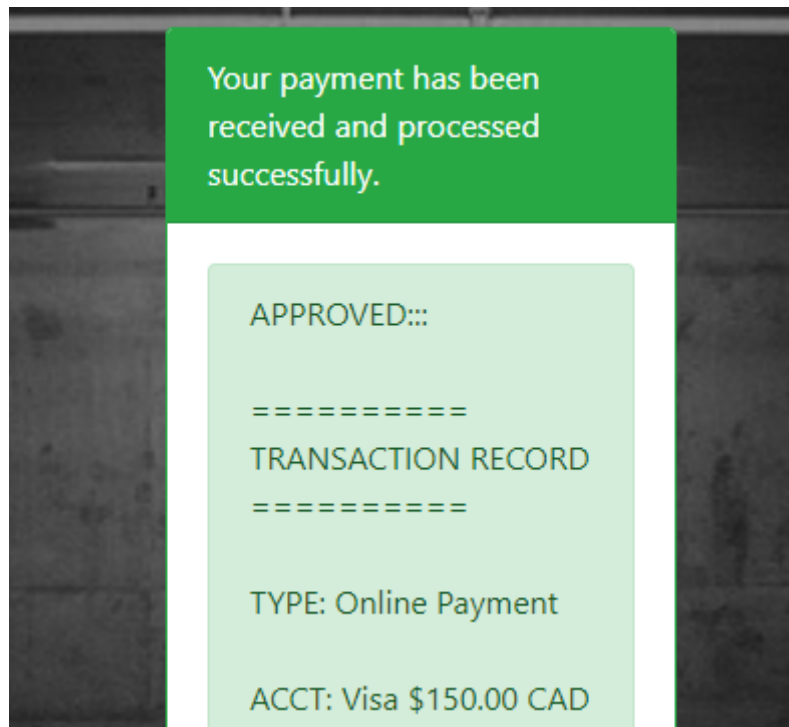 Your payment has been
received and processed
successfully.
APPROVED:::
==========
TRANSACTION RECORD
==========
TYPE: Online Payment
ACCT: Visa $150.00 CAD